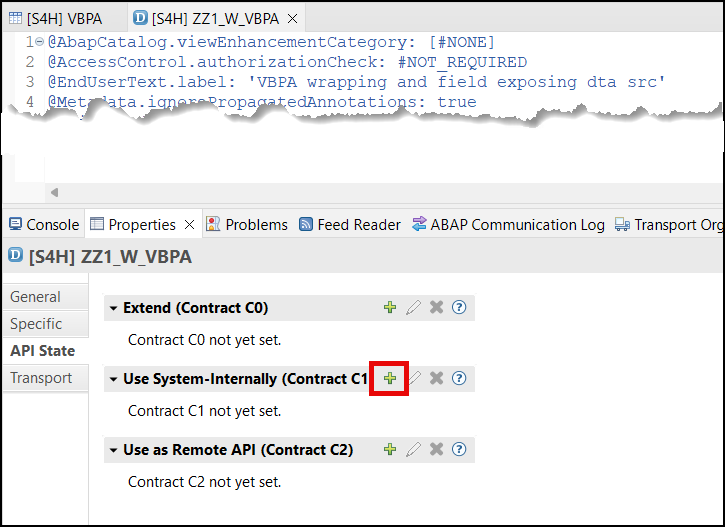 [S4H] VBPA
[S4H] ZZ1_W_VBPA
1 @AbapCatalog.viewEnhancementCategory: [#NONE]
2 @AccessControl.authorizationCheck: #NOT_REQUIRED
3 @EndUserText.label: 'VBPA wrapping and field exposing dta src'
4 @Metadata.ignorePropagatedAnnotations: true
Console
Properties
Problems
Feed Reader
ABAP Communication Log
Transport Org
[S4H] ZZ1_W_VBPA
General
Specific
API State
Transport
Extend (Contract C0)
Contract C0 not yet set.
Use System-Internally (Contract C1
Contract C1 not yet set.
Use as Remote API (Contract C2)
Contract C2 not yet set.